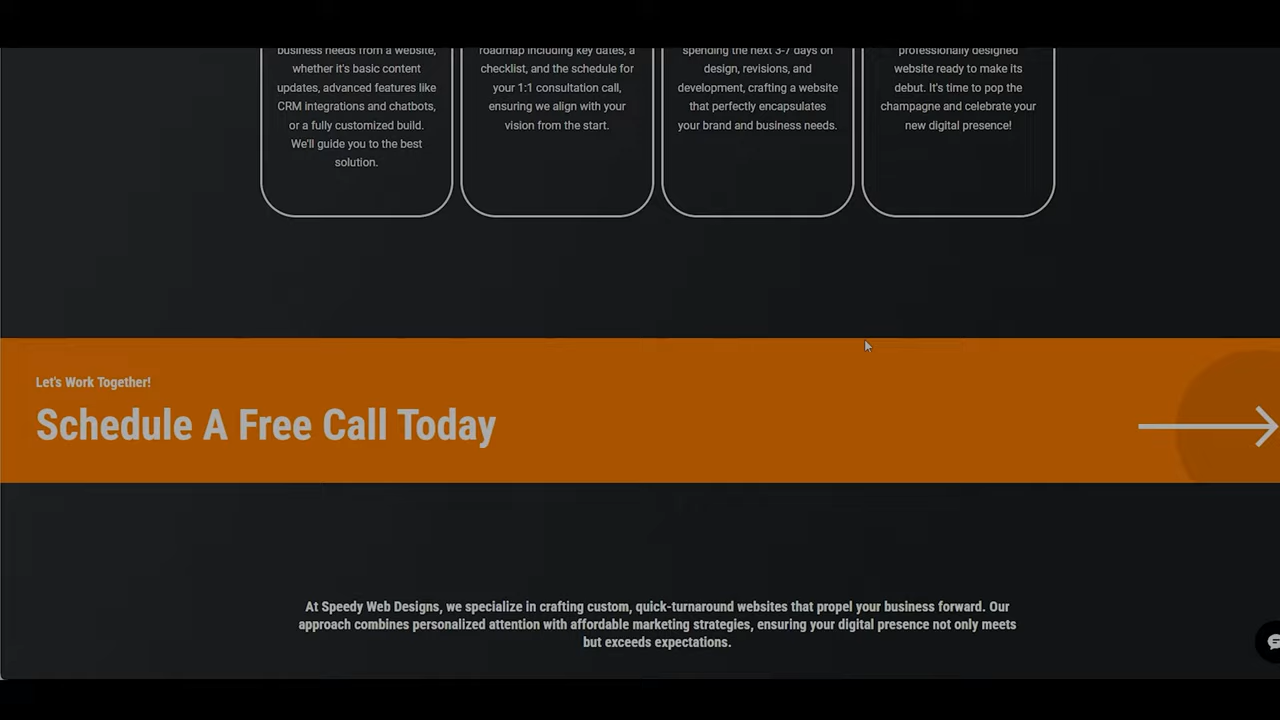 business needs from a website,
whether it's basic content
updates, advanced features like
CRM integrations and chatbots,
or a fully customized build.
We'll guide you to the best
solution.
roadmap including key dates, a
checklist, and the schedule for
your 1:1 consultation call,
ensuring we align with your
vision from the start.
spending the next 3-7 days on
design, revisions, and
development, crafting a website
that perfectly encapsulates
your brand and business needs.
professionally designed
website ready to make its
debut. It's time to pop the
champagne and celebrate your
new digital presence!
Let's Work Together!
Schedule A Free Call Today
At Speedy Web Designs, we specialize in crafting custom, quick-turnaround websites that propel your business forward. Our
approach combines personalized attention with affordable marketing strategies, ensuring your digital presence not only meets
but exceeds expectations.